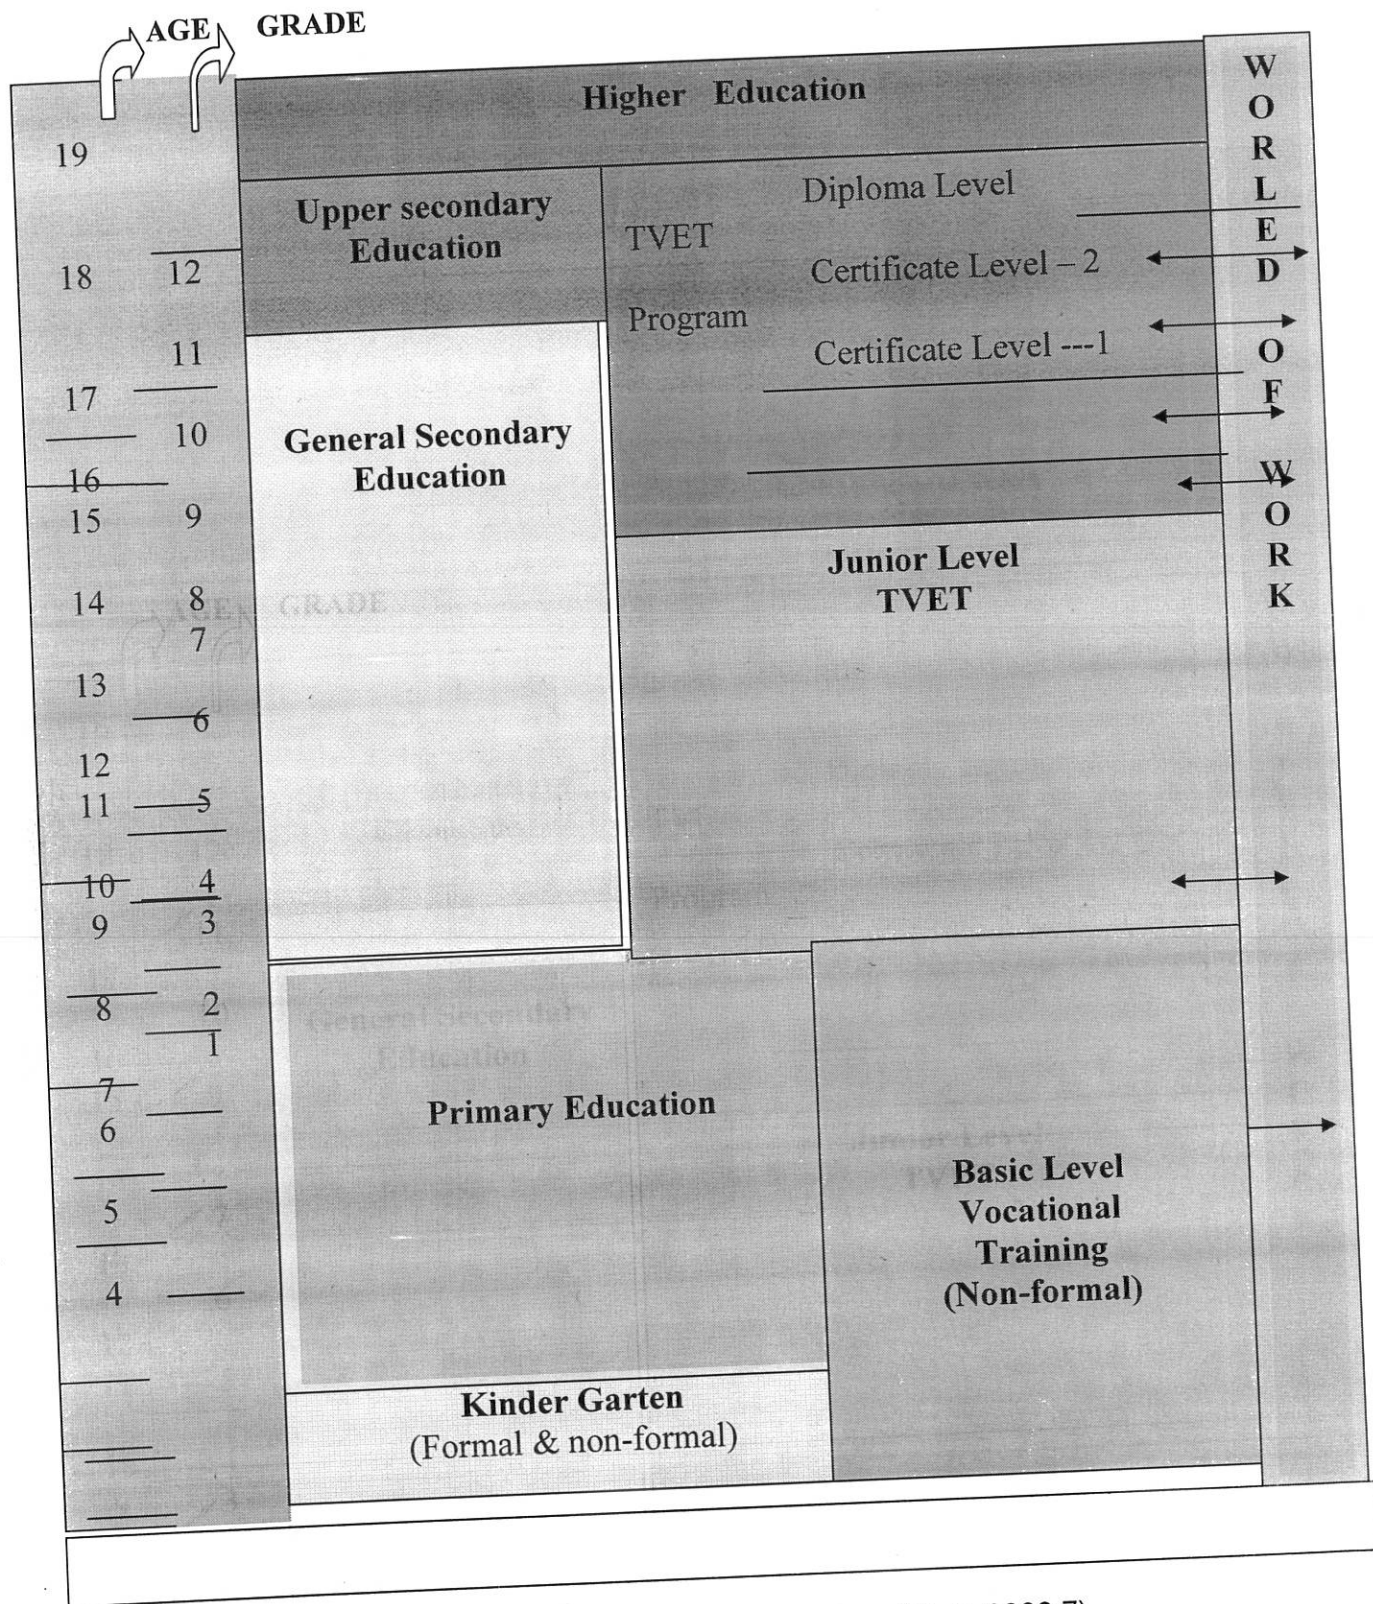 AGE GRADE
Higher Education
19
Upper secondary
Education
TVET
Program
Diploma Level
Certificate Level – 2
Certificate Level ---1
18 12
11
17
10
16
15 9
14 8
7
13
6
12
11 5
10 4
9 3
8 2
1
7
6
5
4
General Secondary
Education
Junior Level
TVET
Primary Education
Basic Level
Vocational
Training
(Non-formal)
Kinder Garten
(Formal & non-formal)
W
O
R
L
E
D
O
F
W
O
R
K